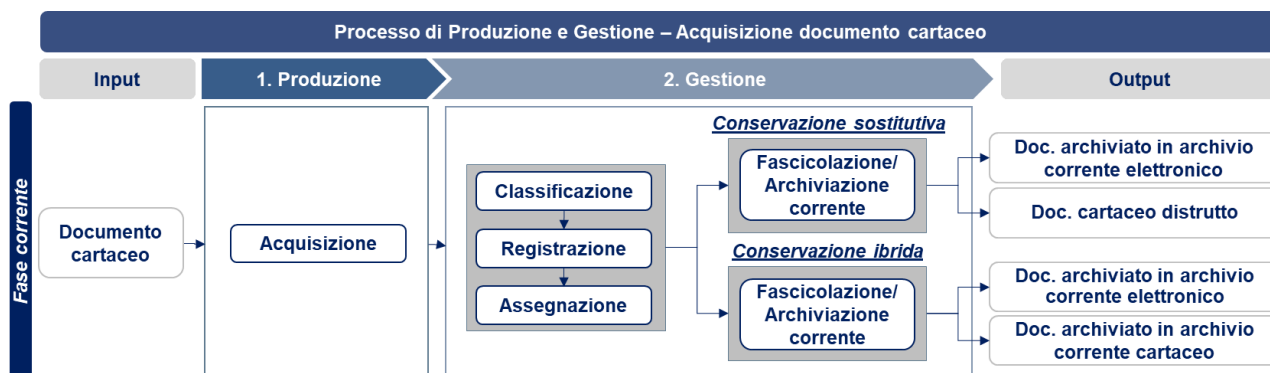 Processo di Produzione e Gestione – Acquisizione documento cartaceo
Input
1. Produzione
2. Gestione
Output
Fase corrente
Documento
cartaceo
Acquisizione
Classificazione
Registrazione
Assegnazione
Conservazione sostitutiva
Fascicolazione/
Archiviazione
corrente
Conservazione ibrida
Fascicolazione/
Archiviazione
corrente
Doc. archiviato in archivio
corrente elettronico
Doc. cartaceo distrutto
Doc. archiviato in archivio
corrente elettronico
Doc. archiviato in archivio
corrente cartaceo